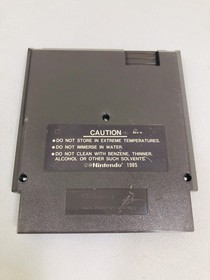 CAUTION
●DO NOT STORE IN EXTREME TEMPERATURES.
●DO NOT IMMERSE IN WATER.
●DO NOT CLEAN WITH BENZENE, THINNER,
ALCOHOL OR OTHER SUCH SOLVENTS.
Nintendo 1985